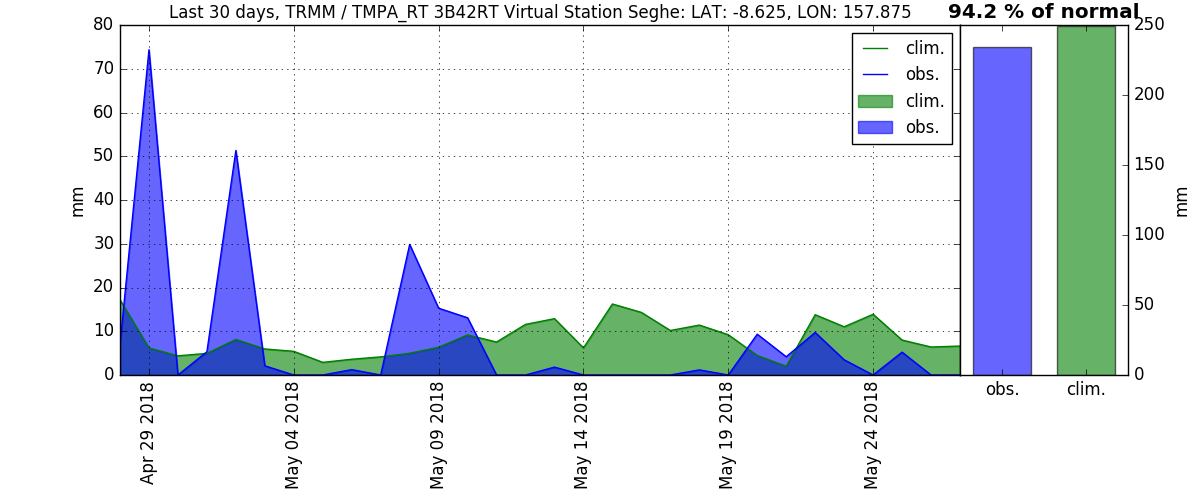 Last 30 days, TRMM / TMPA_RT 3B42RT Virtual Station Seghe: LAT: -8.625, LON: 157.875
94.2 % of normal
80
70
60
50
40
30
20
10
0
mm
clim.
obs.
clim.
obs.
Apr 29 2018
May 04 2018
May 09 2018
May 14 2018
May 19 2018
May 24 2018
250
200
150
100
50
0
mm
obs.
clim.